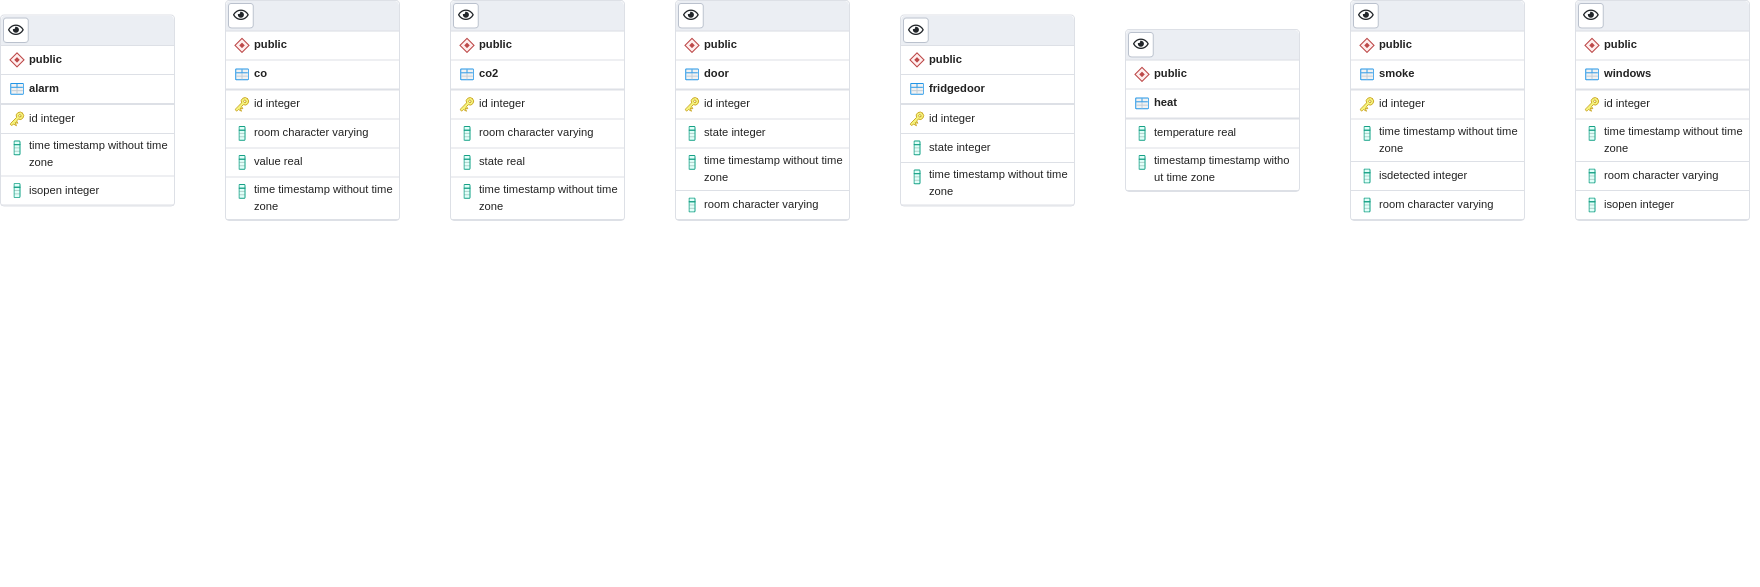 public
alarm
id integer
time timestamp without time
zone
isopen integer
public
co
id integer
room character varying
value real
time timestamp without time
zone
public
co2
id integer
room character varying
state real
time timestamp without time
zone
public
door
id integer
state integer
time timestamp without time
zone
room character varying
public
fridgedoor
id integer
state integer
time timestamp without time
zone
public
heat
temperature real
timestamp timestamp witho
ut time zone
public
smoke
id integer
time timestamp without time
zone
isdetected integer
room character varying
public
windows
id integer
time timestamp without time
zone
room character varying
isopen integer